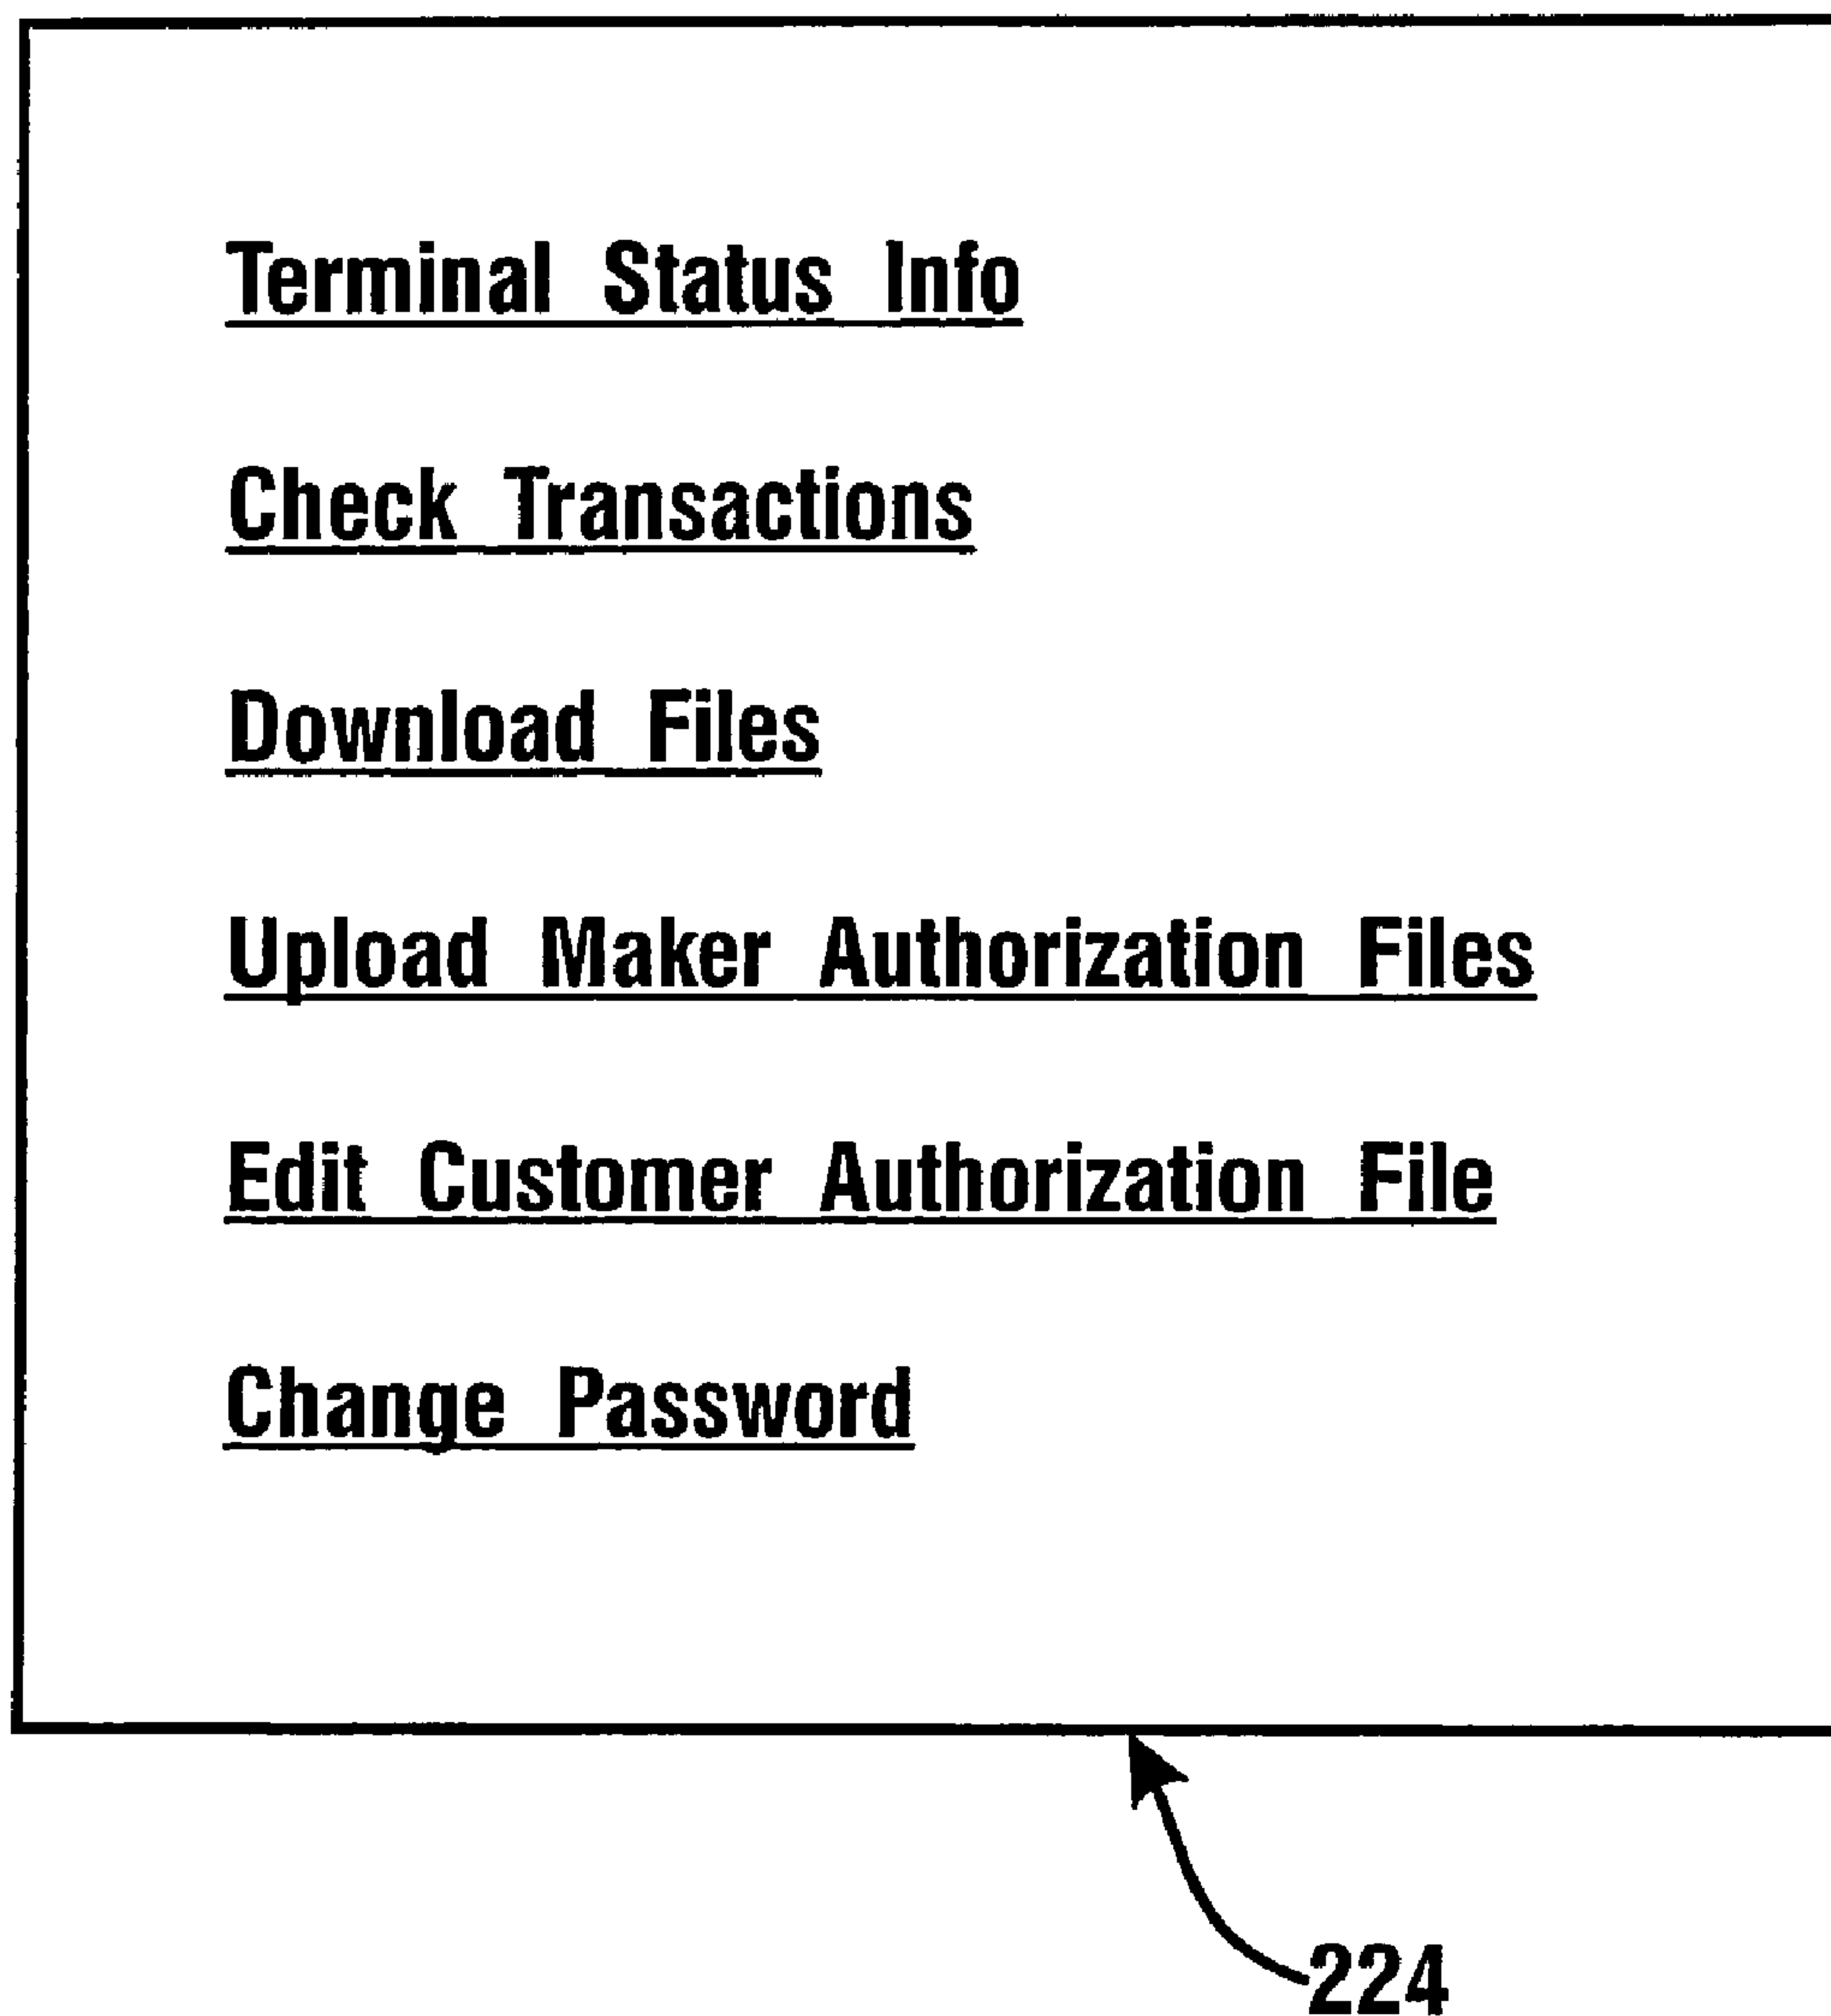 Terminal Status Info
Check Transactions
Download Files
Upload Maker Authorization Files
Edit Customer Authorization File
Change Password
224